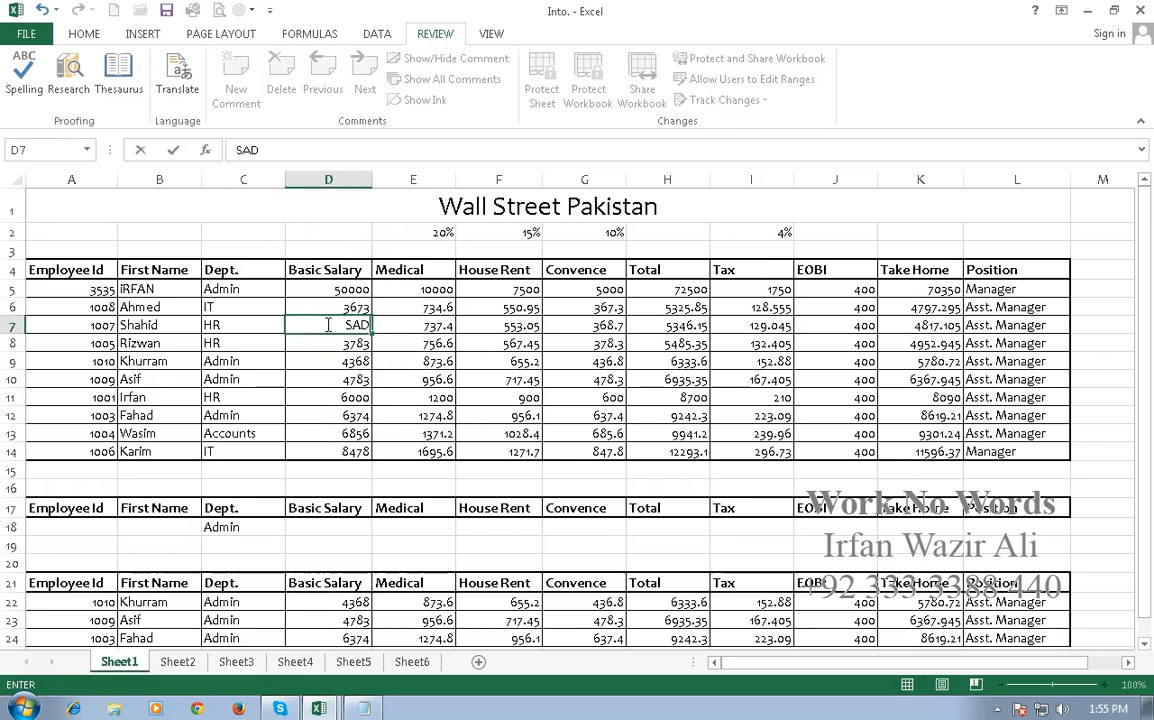 Into. - Excel
Sign in
FILE HOME INSERT PAGE LAYOUT FORMULAS DATA REVIEW VIEW
ABC
Spelling Research Thesaurus Translate New Comment Delete Previous Next Show/Hide Comment Show All Comments Show Ink Protect Sheet Protect Workbook Share Workbook Protect and Share Workbook Allow Users to Edit Ranges Track Changes
Proofing Language Comments Changes
D7 fx SAD
A B C D E F G H I J K L M
1 Wall Street Pakistan
2 20% 15% 10% 4%
3
4 Employee Id First Name Dept. Basic Salary Medical House Rent Convence Total Tax EOBI Take Home Position
5 3535 iRFAN Admin 50000 10000 7500 5000 72500 1750 400 70350 Manager
6 1008 Ahmed IT 3673 734.6 550.95 367.3 5325.85 128.555 400 4797.295 Asst. Manager
7 1007 Shahid HR SAD 737.4 553.05 368.7 5346.15 129.045 400 4817.105 Asst. Manager
8 1005 Rizwan HR 3783 756.6 567.45 378.3 5485.35 132.405 400 4952.945 Asst. Manager
9 1010 Khurram Admin 4368 873.6 655.2 436.8 6333.6 152.88 400 5780.72 Asst. Manager
10 1009 Asif Admin 4783 956.6 717.45 478.3 6935.35 167.405 400 6367.945 Asst. Manager
11 1001 Irfan HR 6000 1200 900 600 8700 210 400 8090 Asst. Manager
12 1003 Fahad Admin 6374 1274.8 956.1 637.4 9242.3 223.09 400 8619.21 Asst. Manager
13 1004 Wasim Accounts 6856 1371.2 1028.4 685.6 9941.2 239.96 400 9301.24 Asst. Manager
14 1006 Karim IT 8478 1695.6 1271.7 847.8 12293.1 296.73 400 11596.37 Manager
15
16
17 Employee Id First Name Dept. Basic Salary Medical House Rent Convence Total Tax EOBI Take Home Position
Work No Words
18 Admin
19
Irfan Wazir Ali
20
21 Employee Id First Name Dept. Basic Salary Medical House Rent Convence Total Tax EOBI Take Home Position
+92 333 3388 440
22 1010 Khurram Admin 4368 873.6 655.2 436.8 6333.6 152.88 400 5780.72 Asst. Manager
23 1009 Asif Admin 4783 956.6 717.45 478.3 6935.35 167.405 400 6367.945 Asst. Manager
24 1003 Fahad Admin 6374 1274.8 956.1 637.4 9242.3 223.09 400 8619.21 Asst. Manager
Sheet1 Sheet2 Sheet3 Sheet4 Sheet5 Sheet6
ENTER 100%
1:55 PM